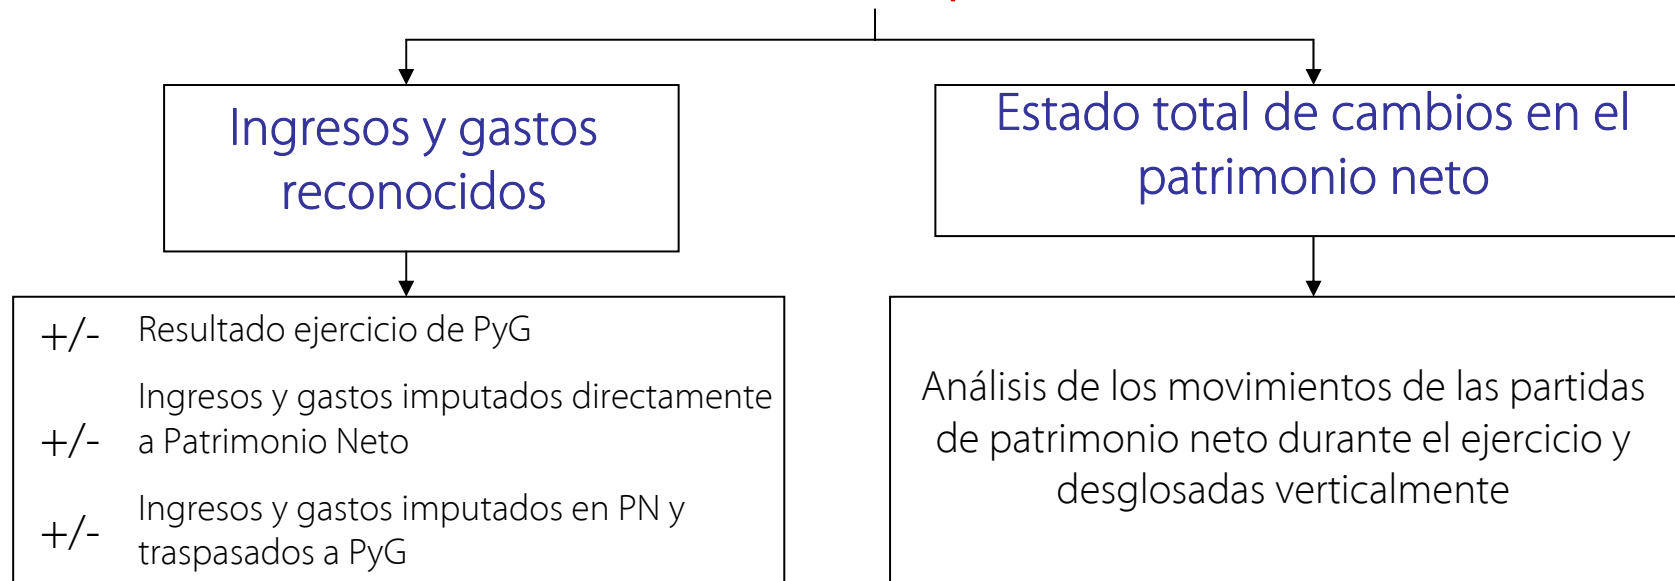 Ingresos y gastos
reconocidos
Estado total de cambios en el
patrimonio neto
+/- Resultado ejercicio de PyG
Ingresos y gastos imputados directamente
+/- a Patrimonio Neto
Ingresos y gastos imputados en PN y
+/- traspasados a PyG
Análisis de los movimientos de las partidas
de patrimonio neto durante el ejercicio y
desglosadas verticalmente